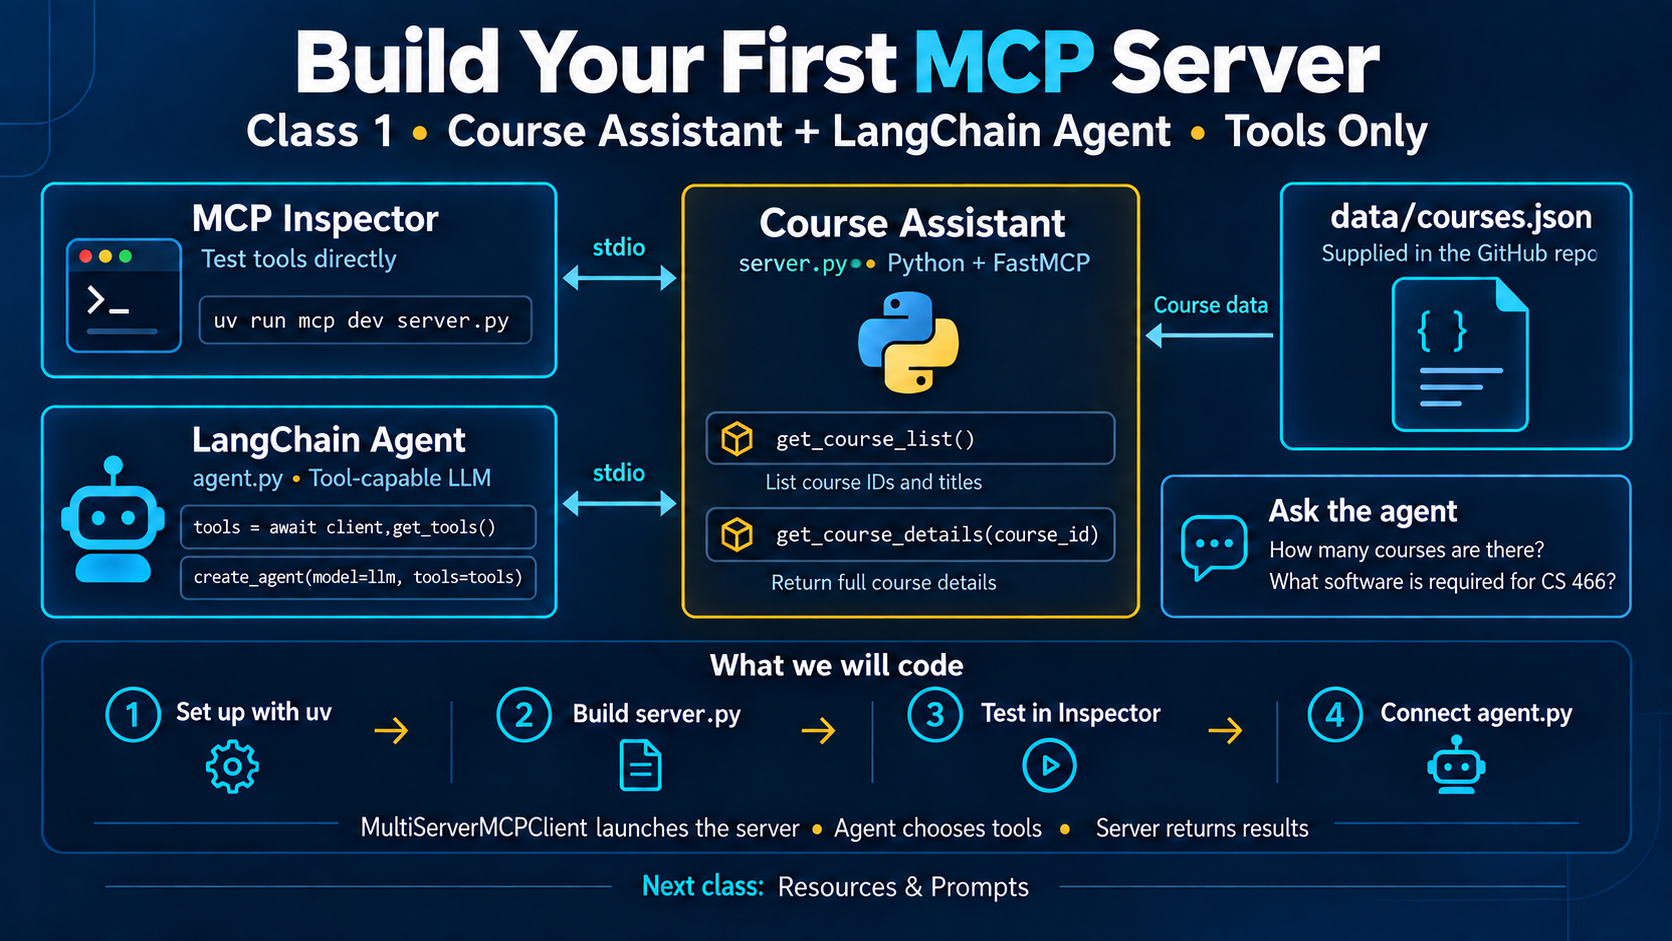 Build Your First MCP Server
Class 1 • Course Assistant + LangChain Agent • Tools Only
MCP Inspector
Test tools directly
>_
uv run mcp dev server.py
stdio
LangChain Agent
agent.py • Tool-capable LLM
tools = await client,get_tools()
create_agent(model=llm, tools=tools)
stdio
Course Assistant
server.py • Python + FastMCP
get_course_list()
List course IDs and titles
get_course_details(course_id)
Return full course details
Course data
data/courses.json
Supplied in the GitHub repo
{ }
Ask the agent
How many courses are there?
What software is required for CS 466?
What we will code
1 Set up with uv →
2 Build server.py →
3 Test in Inspector →
4 Connect agent.py
MultiServerMCPClient launches the server • Agent chooses tools • Server returns results
Next class: Resources & Prompts